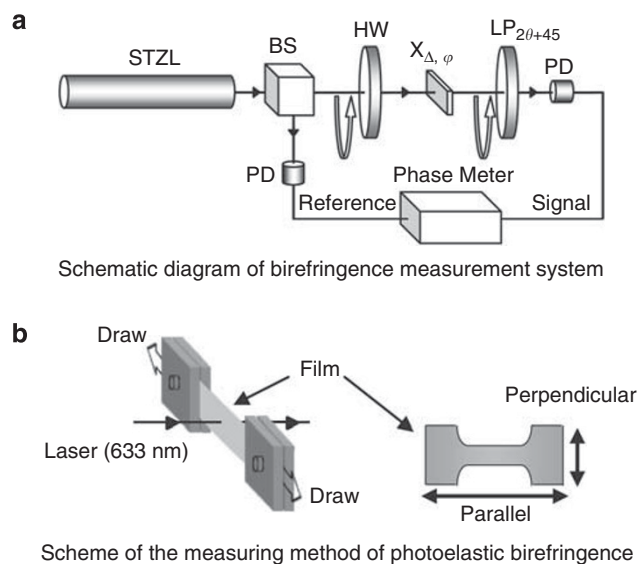 a
STZL
BS
HW
X_{Δ, φ}
LP_{2θ+45}
PD
PD
Phase Meter
Reference
Signal
Schematic diagram of birefringence measurement system
b
Draw
Film
Perpendicular
Laser (633 nm)
Draw
Parallel
Scheme of the measuring method of photoelastic birefringence